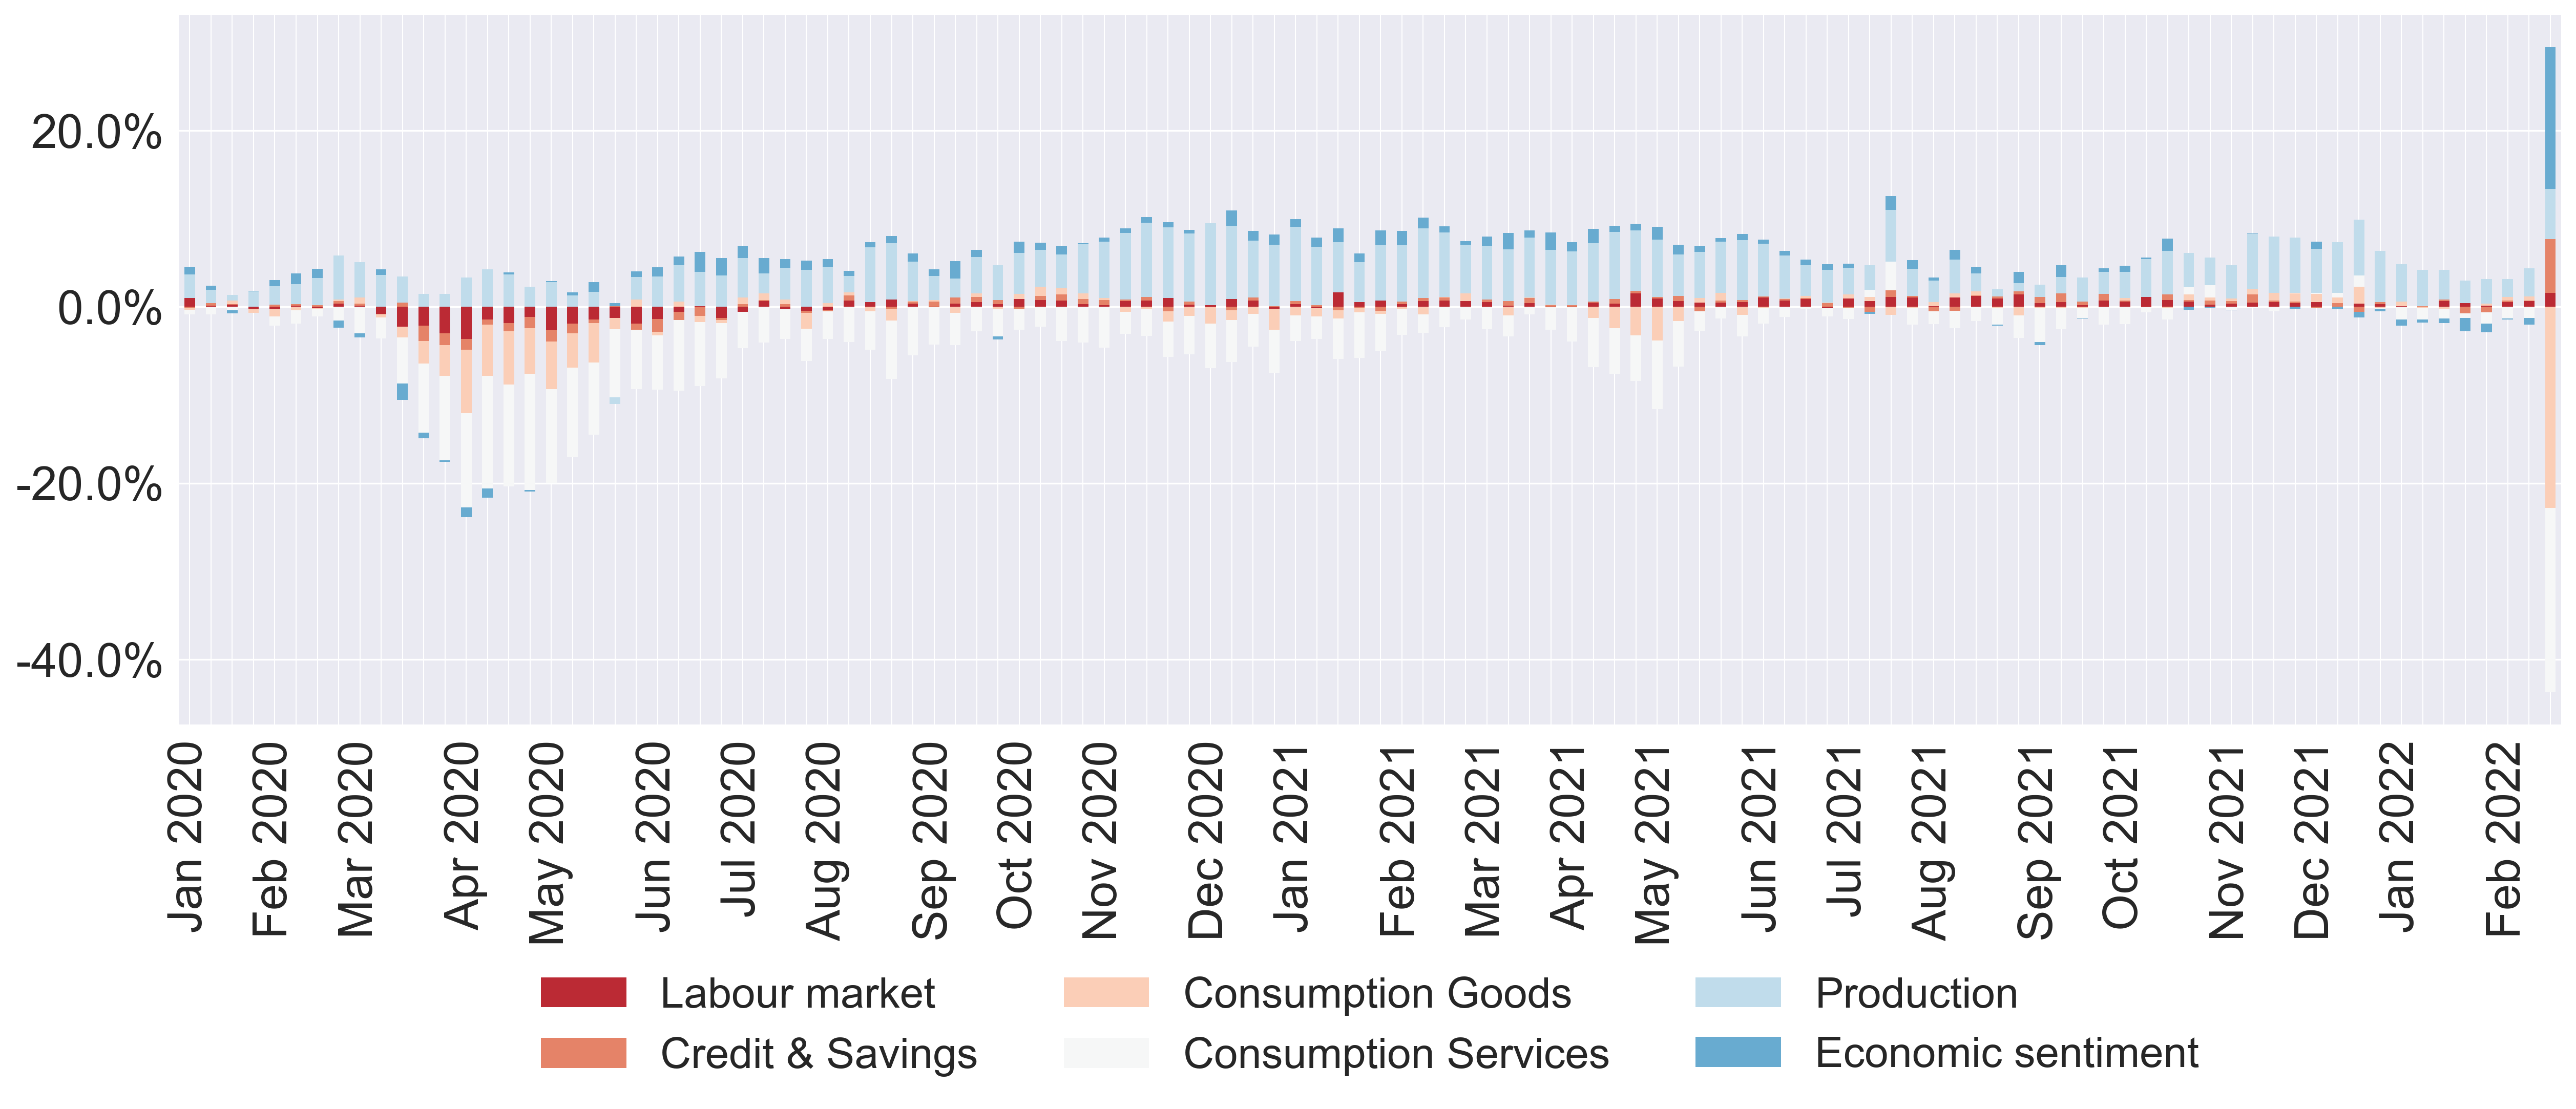 20.0%
0.0%
-20.0%
-40.0%
Jan 2020
Feb 2020
Mar 2020
Apr 2020
May 2020
Jun 2020
Jul 2020
Aug 2020
Sep 2020
Oct 2020
Nov 2020
Dec 2020
Jan 2021
Feb 2021
Mar 2021
Apr 2021
May 2021
Jun 2021
Jul 2021
Aug 2021
Sep 2021
Oct 2021
Nov 2021
Dec 2021
Jan 2022
Feb 2022
Labour market
Credit & Savings
Consumption Goods
Consumption Services
Production
Economic sentiment